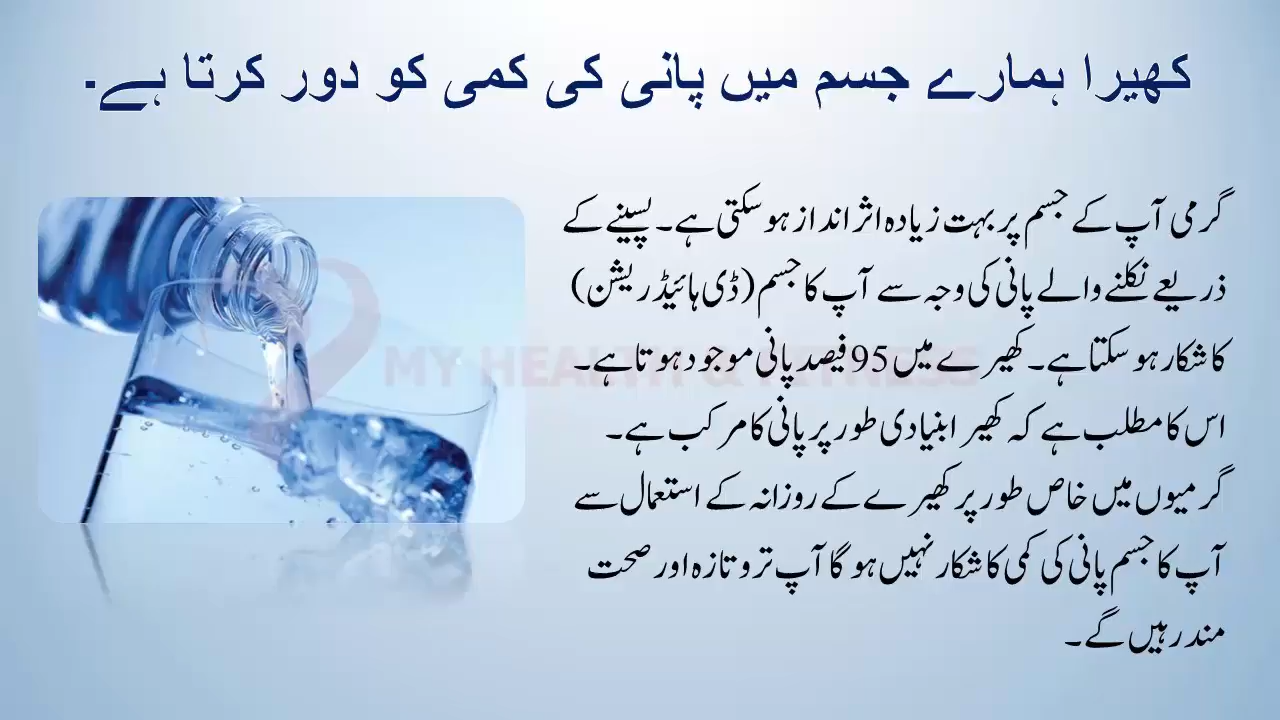 کھیرا ہمارے جسم میں پانی کی کمی کو دور کرتا ہے۔
گرمی آپ کے جسم پر بہت زیادہ اثر انداز ہو سکتی ہے۔ پسینے کے
ذریعے نکلنے والے پانی کی وجہ سے آپ کا جسم (ڈی ہائیڈریشن)
کا شکار ہو سکتا ہے۔ کھیرے میں 95 فیصد پانی موجود ہوتا ہے۔
اس کا مطلب ہے کہ کھیرا بنیادی طور پر پانی کا مرکب ہے۔
گرمیوں میں خاص طور پر کھیرے کے روزانہ کے استعمال سے
آپ کا جسم پانی کی کمی کا شکار نہیں ہو گا آپ تروتازہ اور صحت
مند رہیں گے۔
MY HEALTH & FITNESS